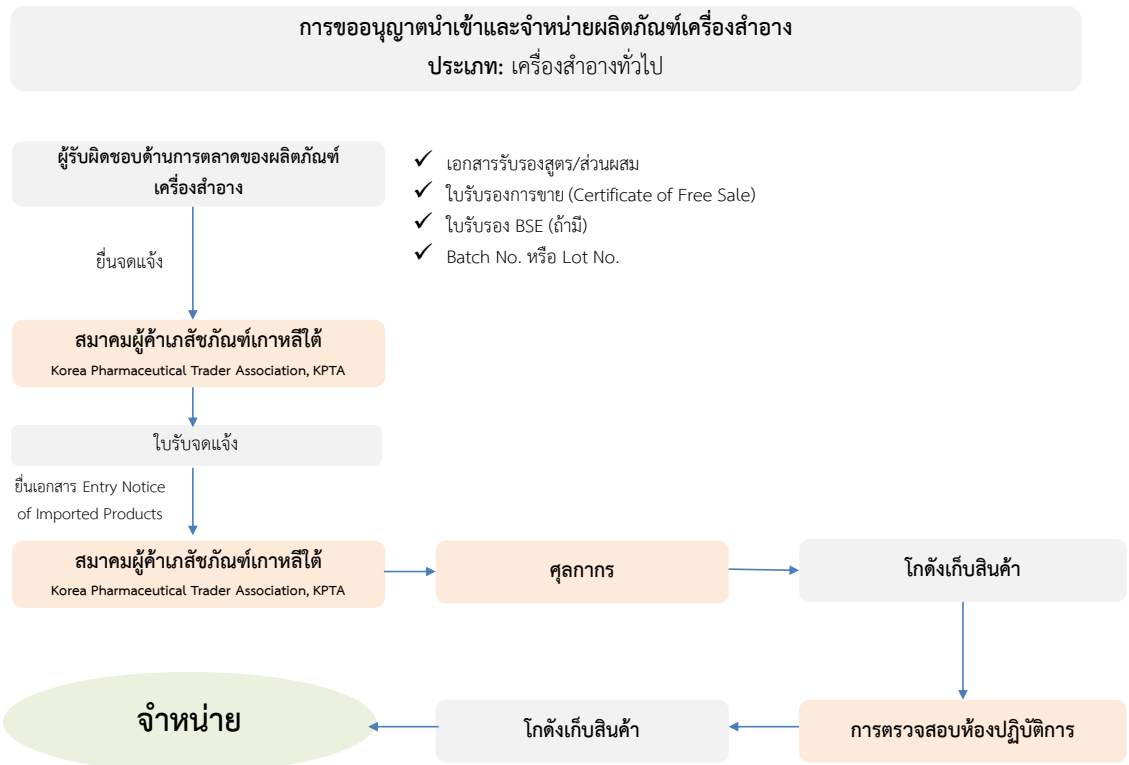 การขออนุญาตนำเข้าและจำหน่ายผลิตภัณฑ์เครื่องสำอาง
ประเภท: เครื่องสำอางทั่วไป
ผู้รับผิดชอบด้านการตลาดของผลิตภัณฑ์
เครื่องสำอาง
✓ เอกสารรับรองสูตร/ส่วนผสม
✓ ใบรับรองการขาย (Certificate of Free Sale)
✓ ใบรับรอง BSE (ถ้ามี)
✓ Batch No. หรือ Lot No.
ยื่นจดแจ้ง
สมาคมผู้ค้าเภสัชภัณฑ์เกาหลีใต้
Korea Pharmaceutical Trader Association, KPTA
ใบรับจดแจ้ง
ยื่นเอกสาร Entry Notice
of Imported Products
สมาคมผู้ค้าเภสัชภัณฑ์เกาหลีใต้
Korea Pharmaceutical Trader Association, KPTA
ศุลกากร
โกดังเก็บสินค้า
การตรวจสอบห้องปฏิบัติการ
โกดังเก็บสินค้า
จำหน่าย